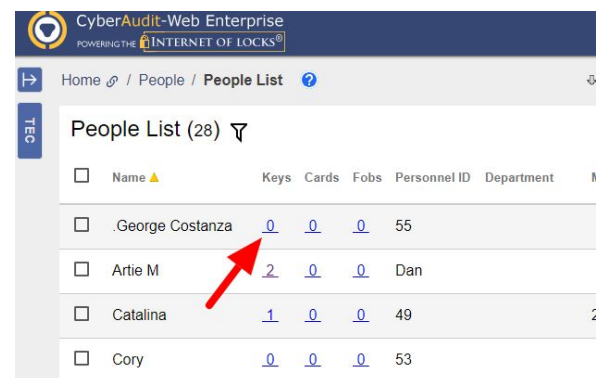 CyberAudit-Web Enterprise
POWERING THE INTERNET OF LOCKS®
Home / People / People List ?
TEC
People List (28)
Name Keys Cards Fobs Personnel ID Department
.George Costanza 0 0 0 55
Artie M 2 0 0 Dan
Catalina 1 0 0 49 2
Cory 0 0 0 53